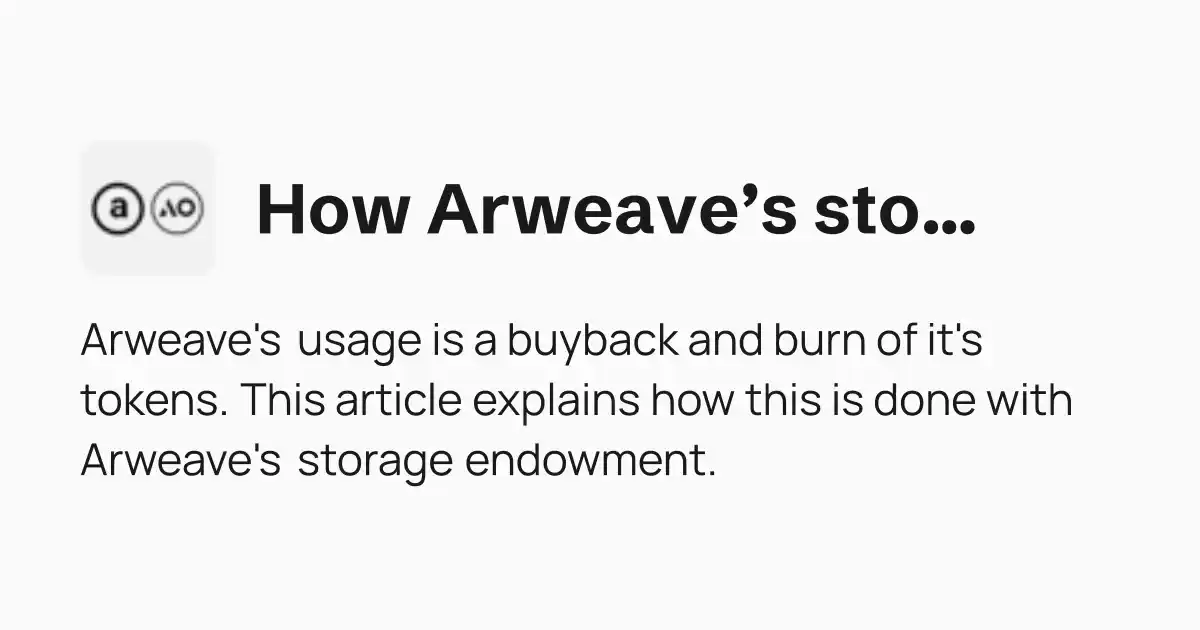 a AO How Arweave’s sto...
Arweave's usage is a buyback and burn of it's
tokens. This article explains how this is done with
Arweave's storage endowment.